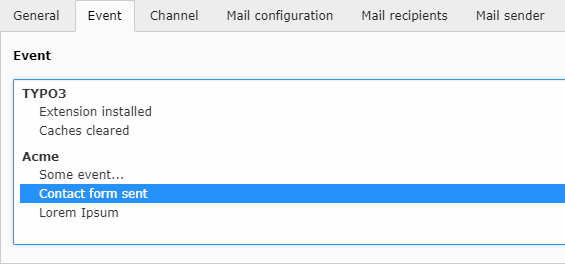 General Event Channel Mail configuration Mail recipients Mail sender
Event
TYPO3
Extension installed
Caches cleared
Acme
Some event...
Contact form sent
Lorem Ipsum